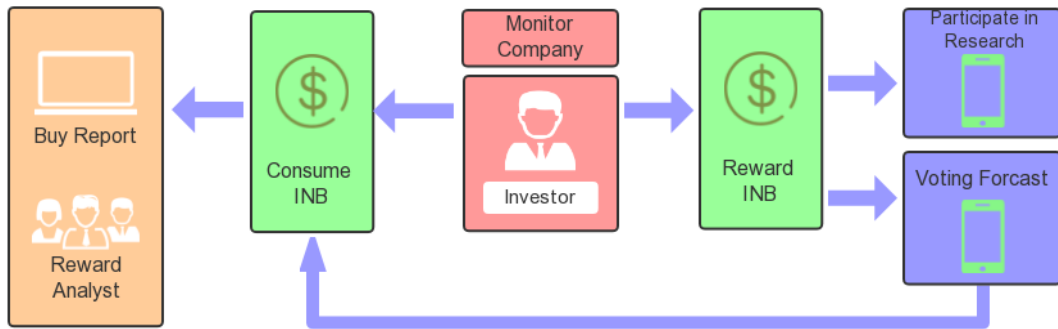 Buy Report
Reward
Analyst
Consume
INB
Monitor
Company
Investor
Reward
INB
Participate in
Research
Voting Forcast